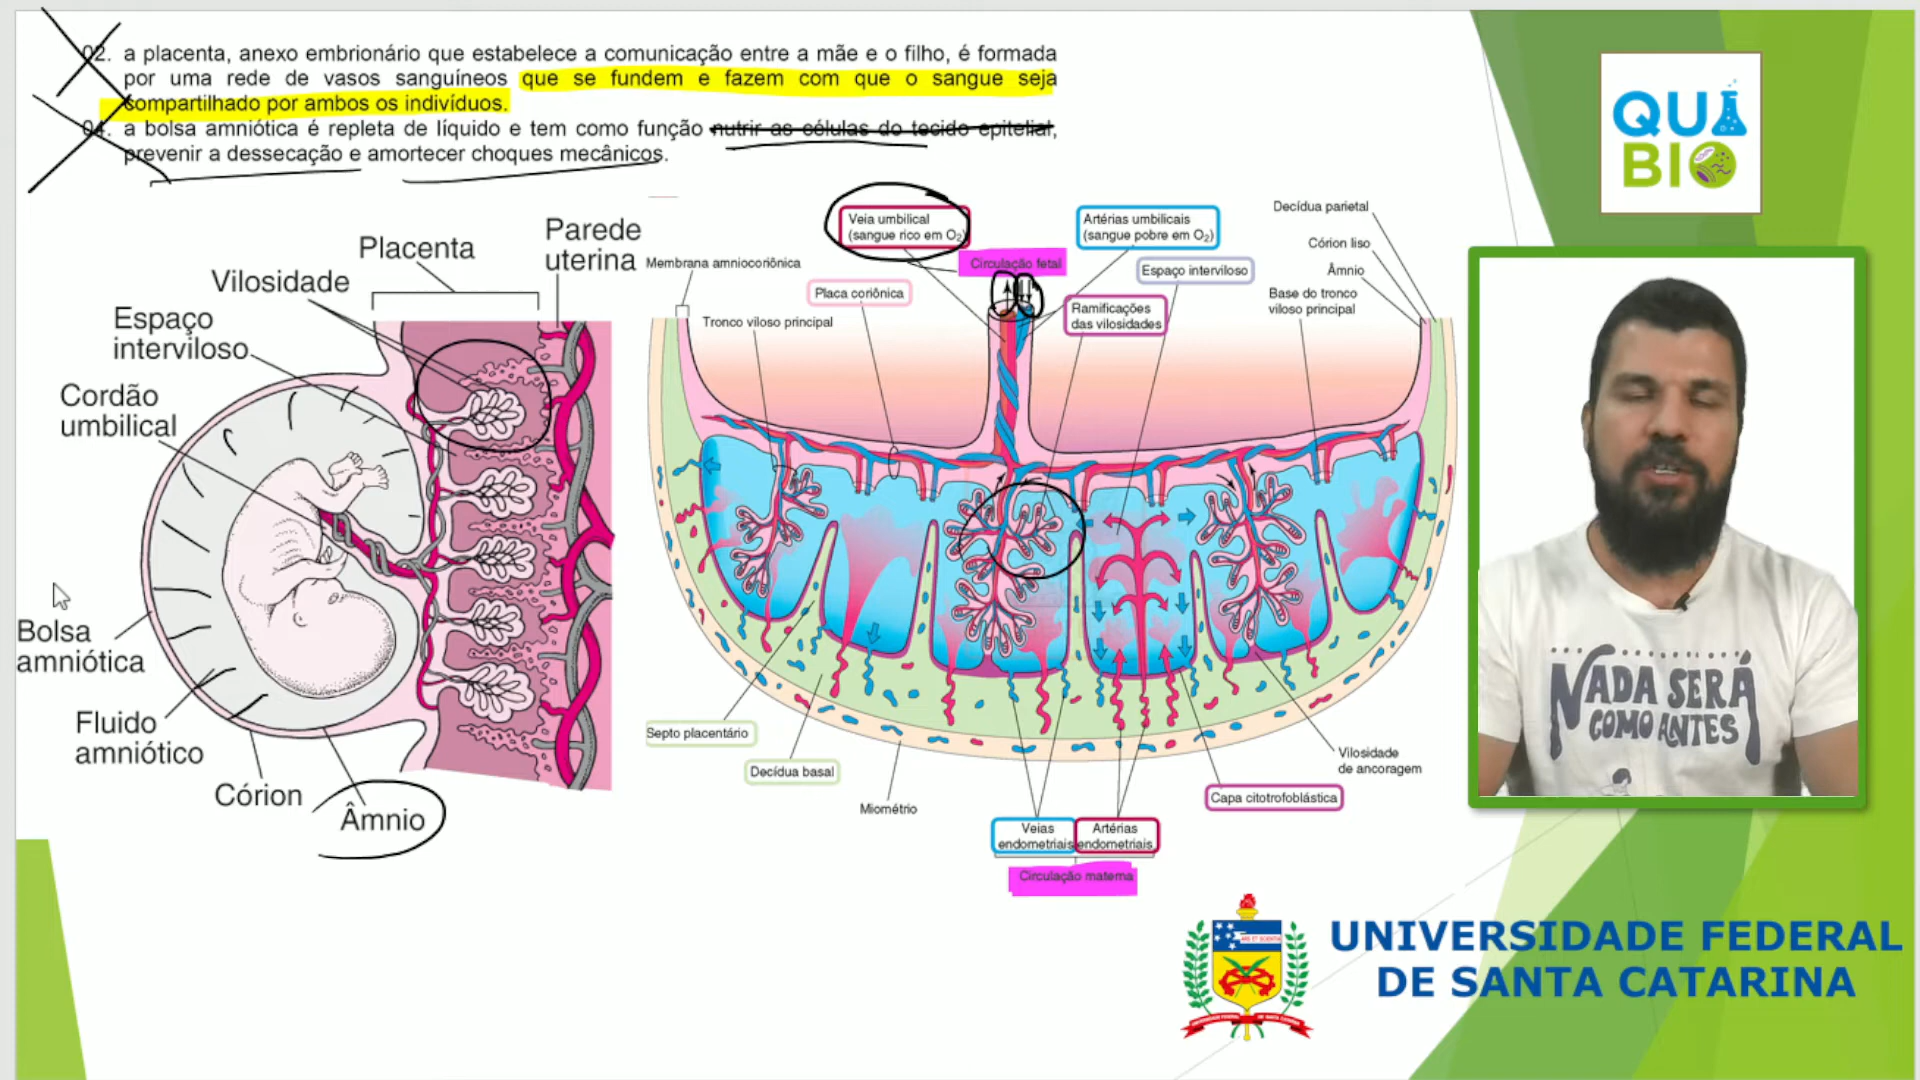 02. a placenta, anexo embrionário que estabelece a comunicação entre a mãe e o filho, é formada
por uma rede de vasos sanguíneos que se fundem e fazem com que o sangue seja
compartilhado por ambos os indivíduos.
04. a bolsa amniótica é repleta de líquido e tem como função nutrir as células do tecido epitelial,
prevenir a dessecação e amortecer choques mecânicos.
QUÍ
BIO
Placenta
Parede
uterina
Vilosidade
Espaço
interviloso
Cordão
umbilical
Bolsa
amniótica
Fluido
amniótico
Córion
Âmnio
Veia umbilical
(sangue rico em O₂)
Artérias umbilicais
(sangue pobre em O₂)
Decídua parietal
Córion liso
Âmnio
Base do tronco
viloso principal
Membrana amniocoriônica
Circulação fetal
Espaço interviloso
Placa coriônica
Ramificações
das vilosidades
Tronco viloso principal
Septo placentário
Decídua basal
Miométrio
Vilosidade
de ancoragem
Capa citotrofoblástica
Veias
endometriais
Artérias
endometriais
Circulação materna
NADA SERÁ
COMO ANTES
UNIVERSIDADE FEDERAL
DE SANTA CATARINA